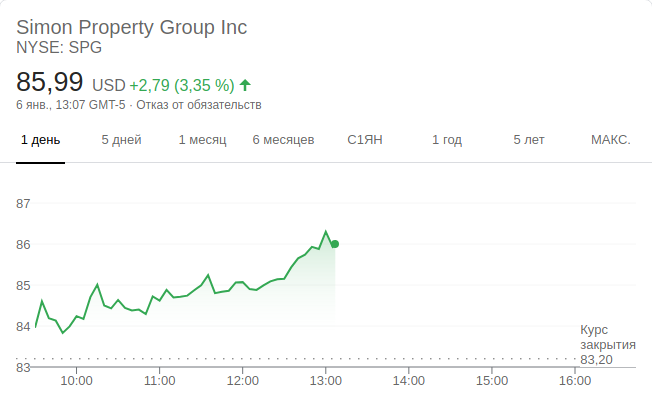 Simon Property Group Inc
NYSE: SPG
85,99 USD +2,79 (3,35 %)
6 янв., 13:07 GMT-5 · Отказ от обязательств
1 день 5 дней 1 месяц 6 месяцев С1ЯН 1 год 5 лет МАКС.
87
86
85
84
83
Курс
закрытия
83,20
10:00 11:00 12:00 13:00 14:00 15:00 16:00